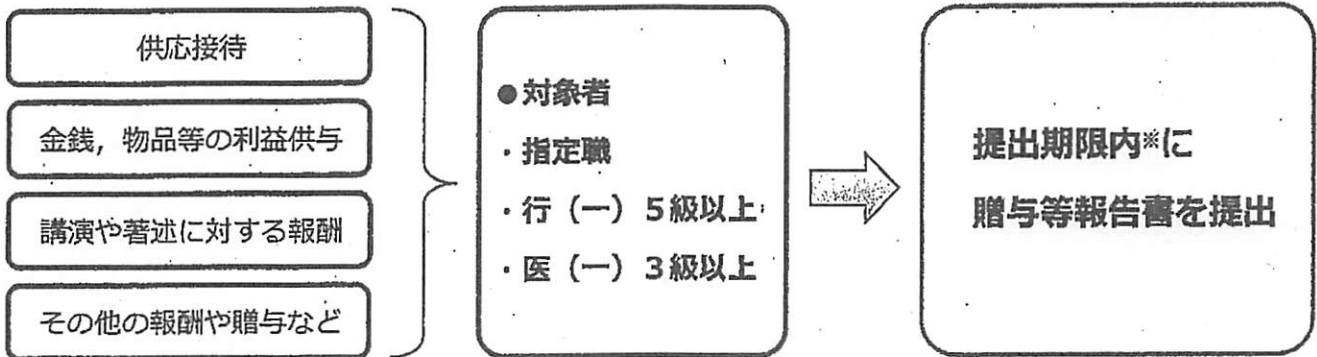 供応接待
金銭，物品等の利益供与
講演や著述に対する報酬
その他の報酬や贈与など
●対象者
・指定職
・行（一）５級以上
・医（一）３級以上
提出期限内※に
贈与等報告書を提出